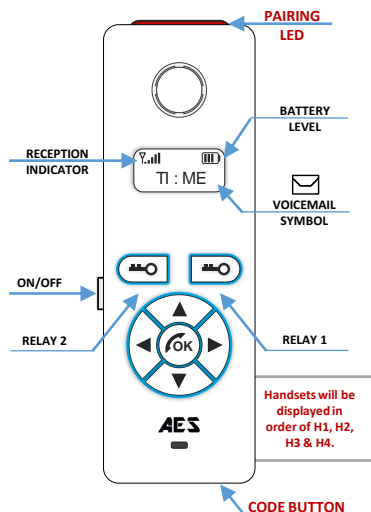 PAIRING
LED
BATTERY
LEVEL
RECEPTION
INDICATOR
TI : ME
VOICEMAIL
SYMBOL
ON/OFF
RELAY 2
RELAY 1
OK
Handsets will be
displayed in
order of H1, H2,
H3 & H4.
AES
CODE BUTTON